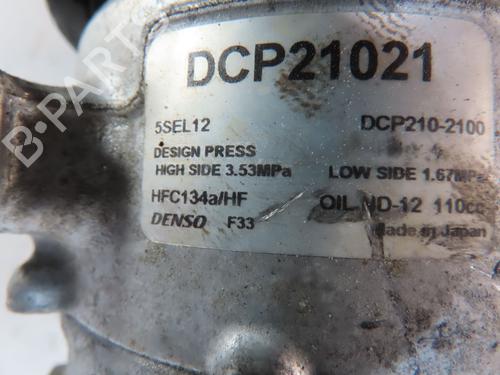 DCP21021
5SEL12 DCP210-2100
DESIGN PRESS
HIGH SIDE 3.53MPa LOW SIDE 1.67MPa
HFC134a/HF OIL ND-12 110cc
DENSO F33 Made in Japan